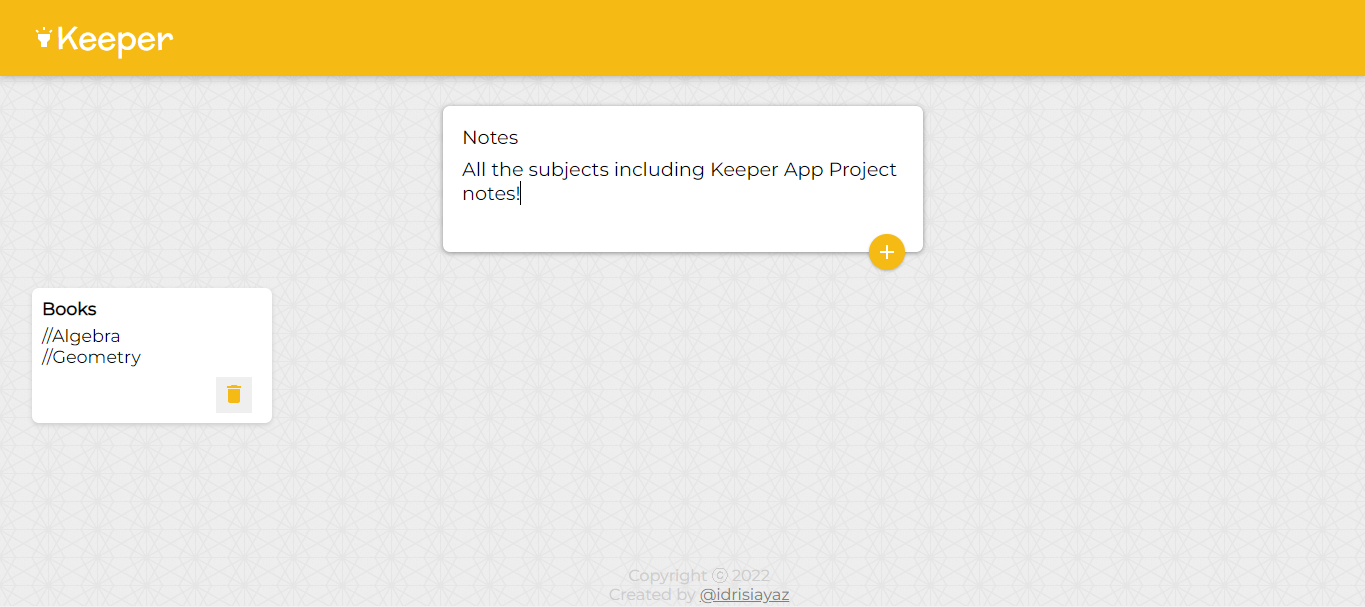 Keeper
Notes
All the subjects including Keeper App Project
notes!
Books
//Algebra
//Geometry
Copyright ⓒ 2022
Created by @idrisiayaz